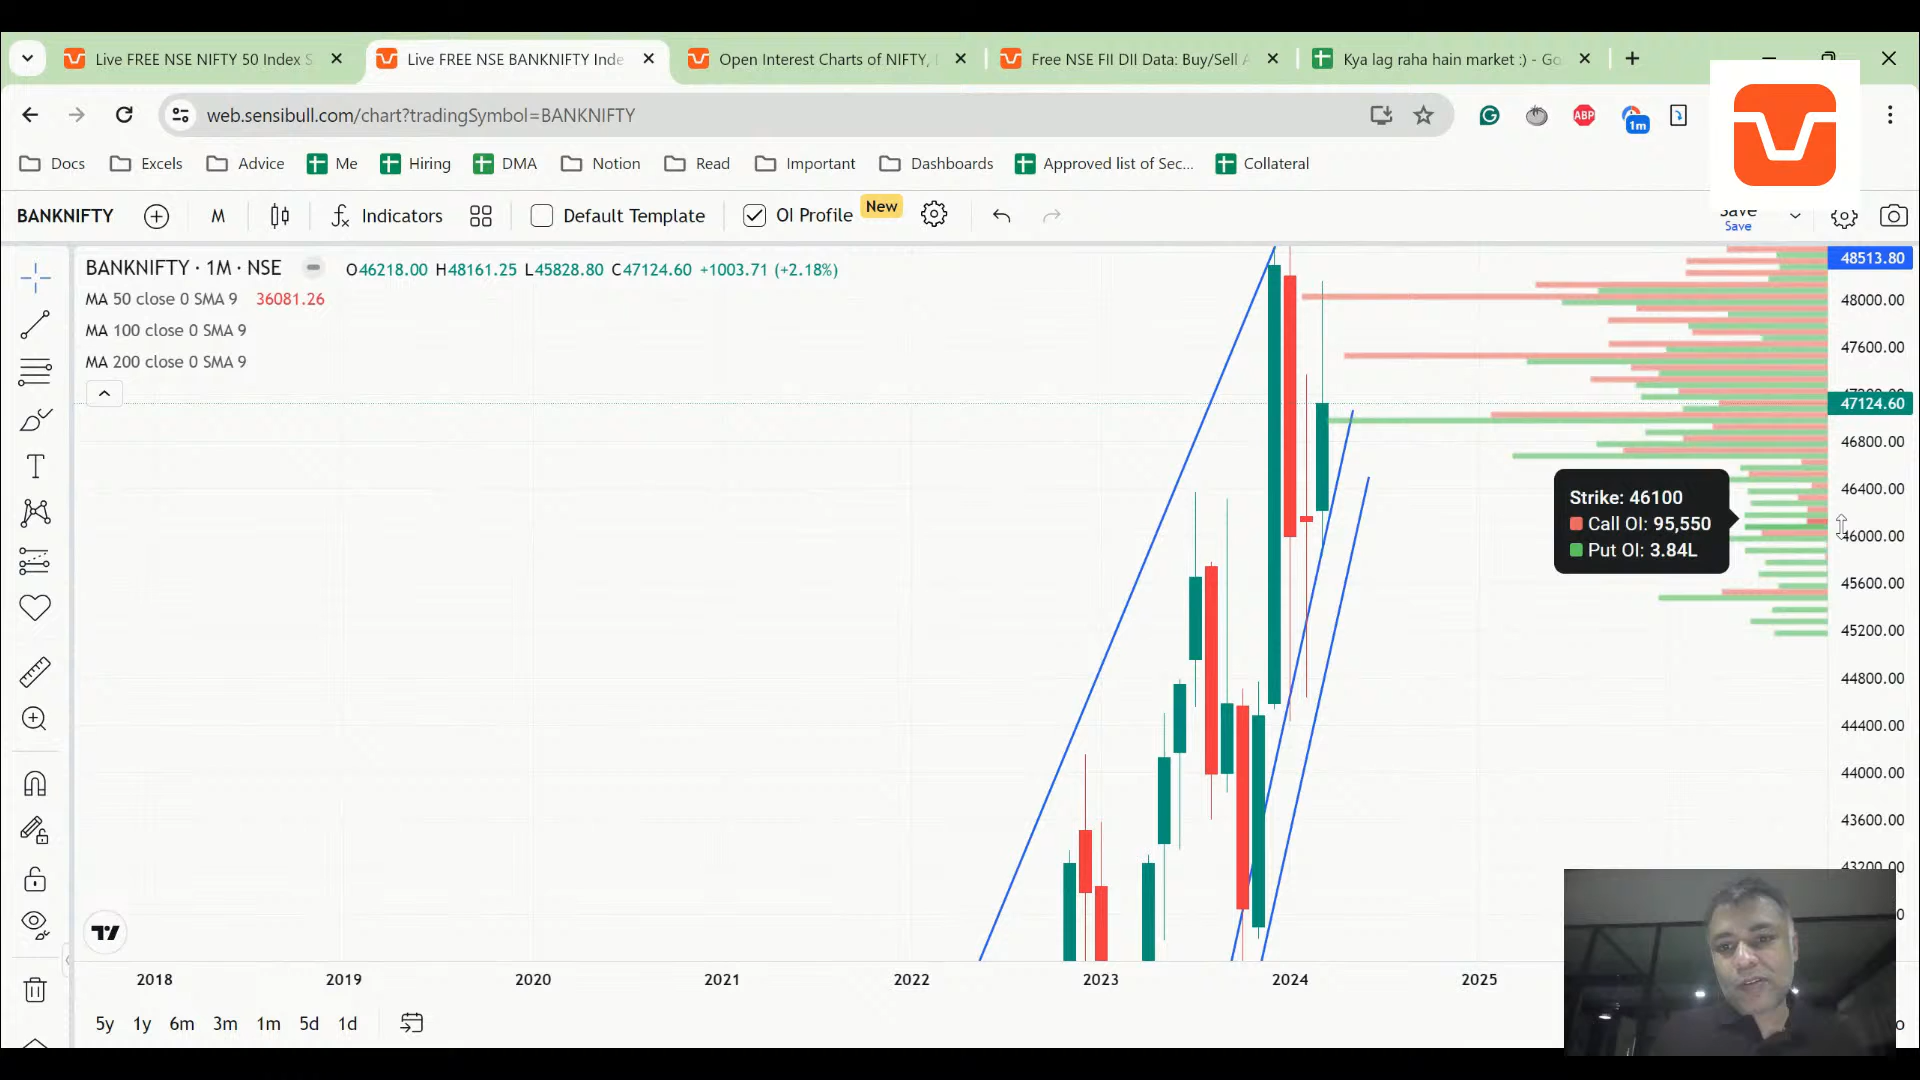 Live FREE NSE NIFTY 50 Index S
Live FREE NSE BANKNIFTY Inde
Open Interest Charts of NIFTY,
Free NSE FII DII Data: Buy/Sell A
Kya lag raha hain market :) - Go
web.sensibull.com/chart?tradingSymbol=BANKNIFTY
ABP
1m
Docs
Excels
Advice
Me
Hiring
DMA
Notion
Read
Important
Dashboards
Approved list of Sec...
Collateral
BANKNIFTY
M
Indicators
Default Template
OI Profile
New
Save
Save
BANKNIFTY · 1M · NSE
O46218.00 H48161.25 L45828.80 C47124.60 +1003.71 (+2.18%)
MA 50 close 0 SMA 9 36081.26
MA 100 close 0 SMA 9
MA 200 close 0 SMA 9
48513.80
48000.00
47600.00
47124.60
46800.00
46400.00
46000.00
45600.00
45200.00
44800.00
44400.00
44000.00
43600.00
43200.00
Strike: 46100
Call OI: 95,550
Put OI: 3.84L
2018
2019
2020
2021
2022
2023
2024
2025
5y
1y
6m
3m
1m
5d
1d